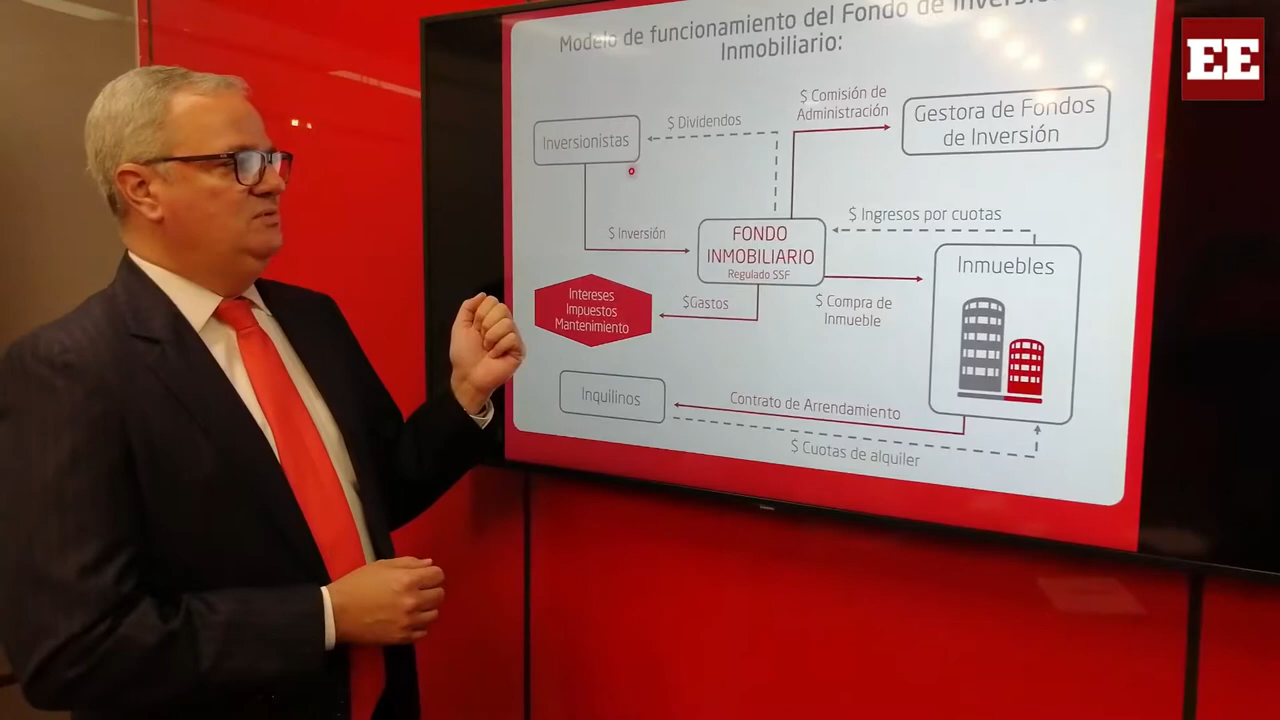 Modelo de funcionamiento del Fondo de Inversión
Inmobiliario:
EE
$ Comisión de
Administración
Gestora de Fondos
de Inversión
Inversionistas
$ Dividendos
$ Inversión
FONDO
INMOBILIARIO
Regulado SSF
$ Ingresos por cuotas
Inmuebles
$ Compra de
Inmueble
$Gastos
Intereses
Impuestos
Mantenimiento
Inquilinos
Contrato de Arrendamiento
$ Cuotas de alquiler